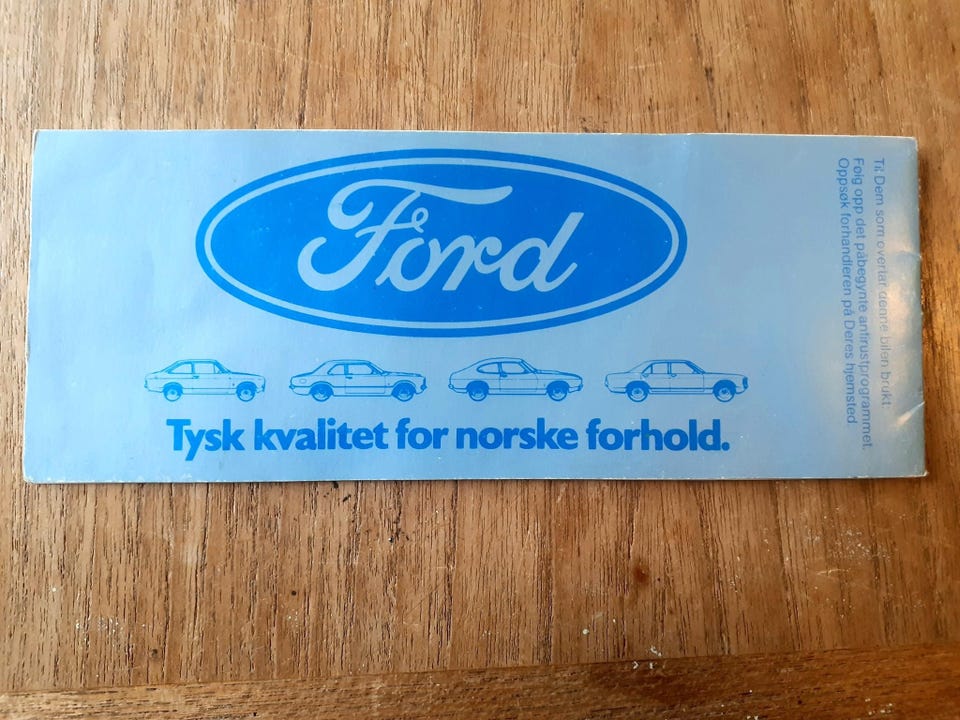 Ford
Tysk kvalitet for norske forhold.
Til Dem som overtar denne bilen brukt.
Følg opp det påbegynte antirustprogrammet.
Oppsøk forhandleren på Deres hjemsted.